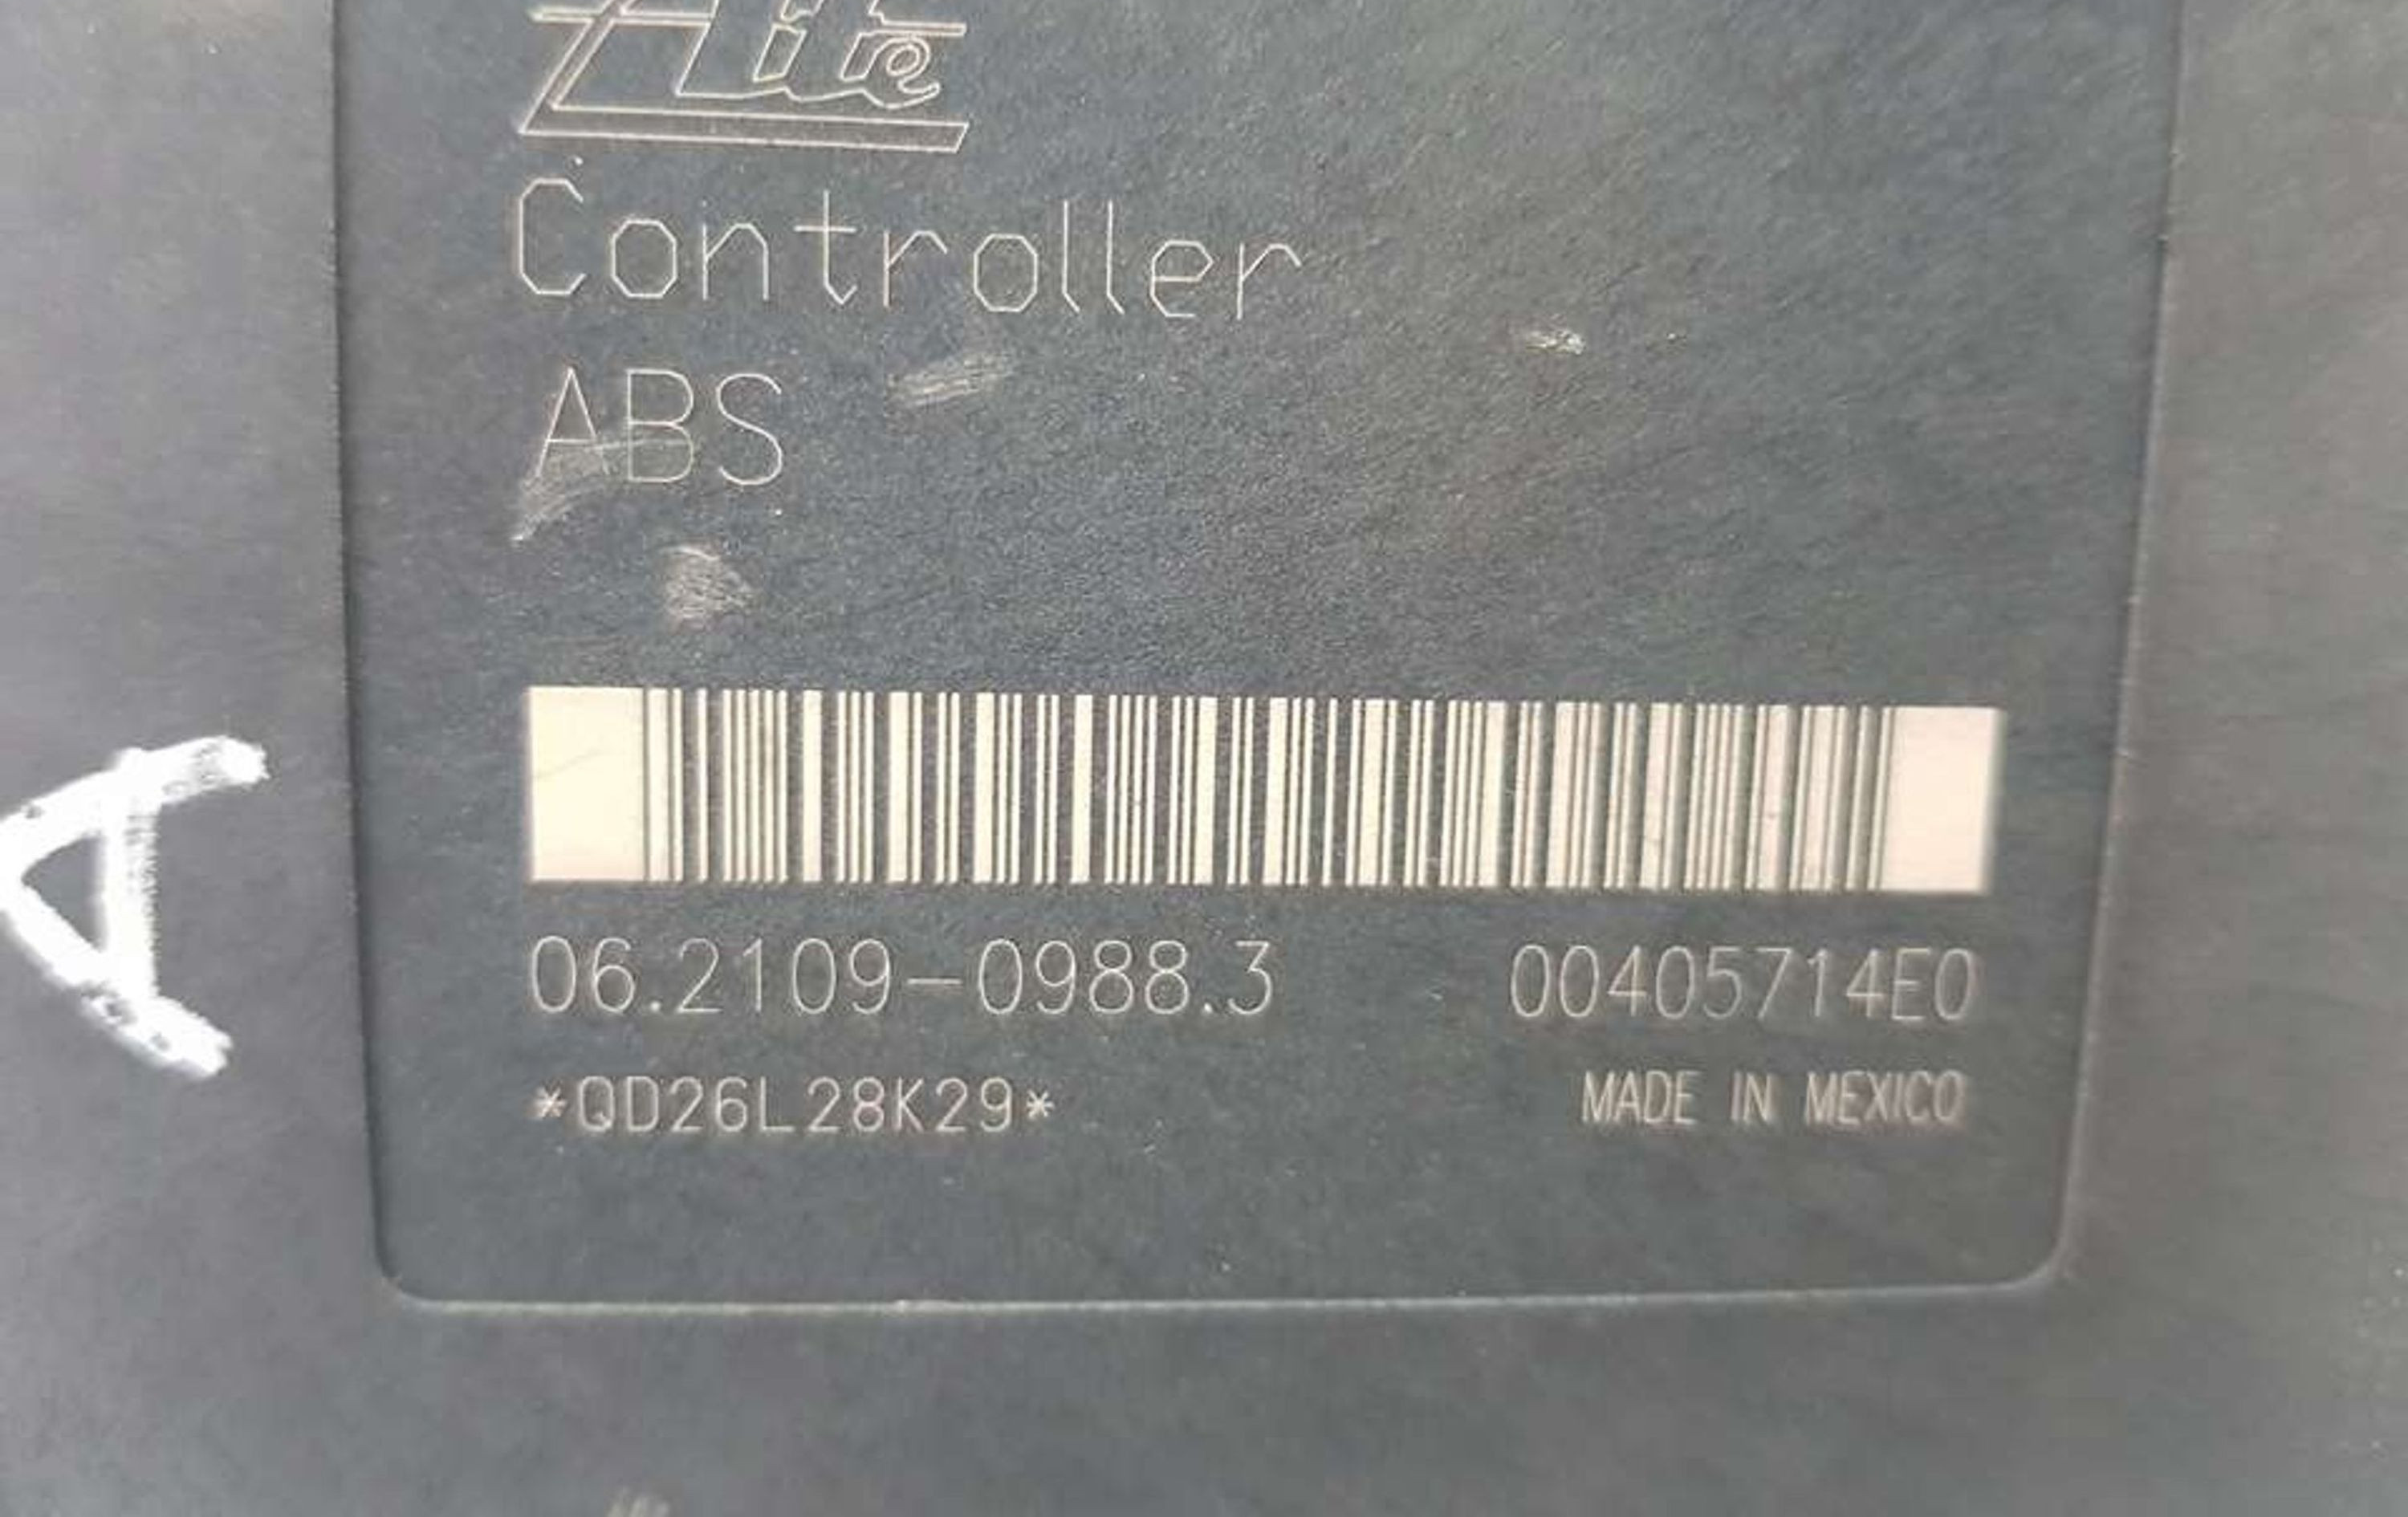 Ate
Controller
ABS
06.2109-0988.3 00405714E0
*QD26L28K29*
MADE IN MEXICO
A